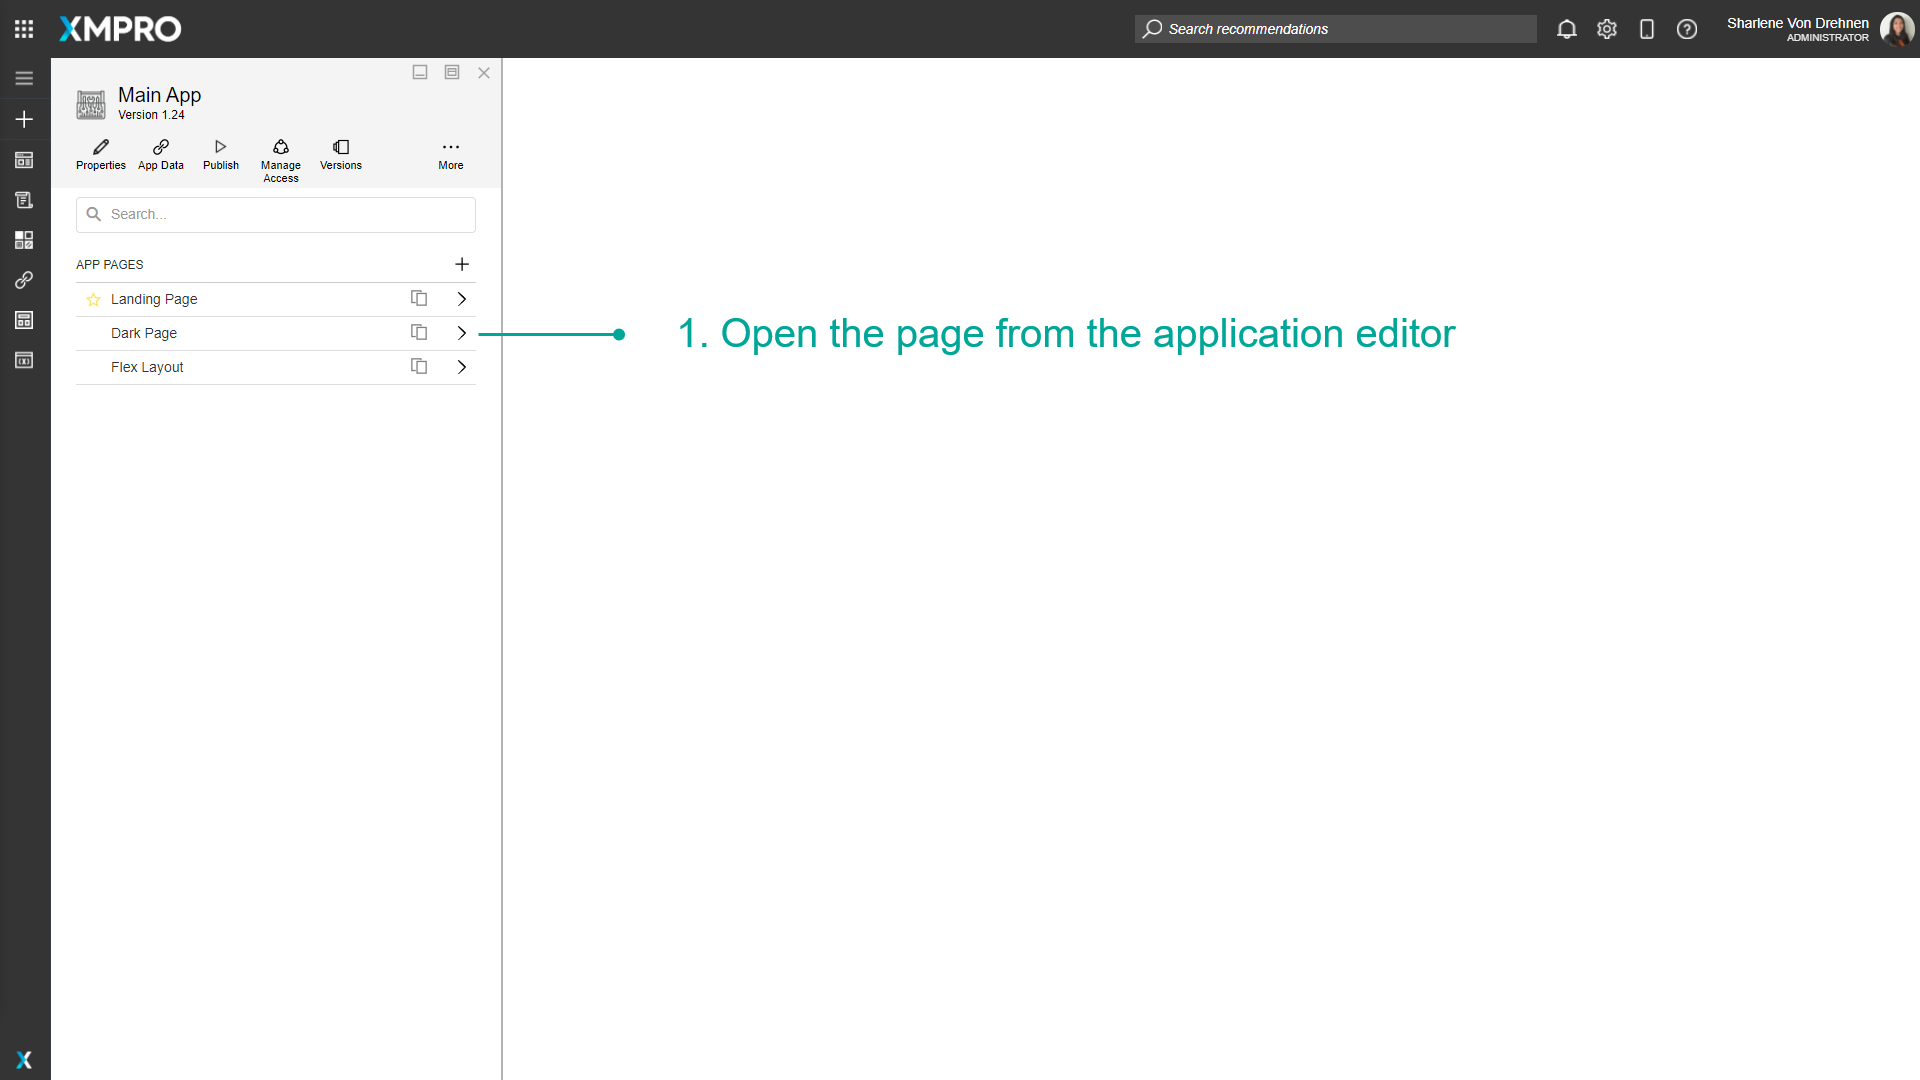 XMPRO
Search recommendations
Sharlene Von Drehnen
ADMINISTRATOR
Main App
Version 1.24
Properties
App Data
Publish
Manage
Access
Versions
More
Search...
APP PAGES
Landing Page
Dark Page
1. Open the page from the application editor
Flex Layout